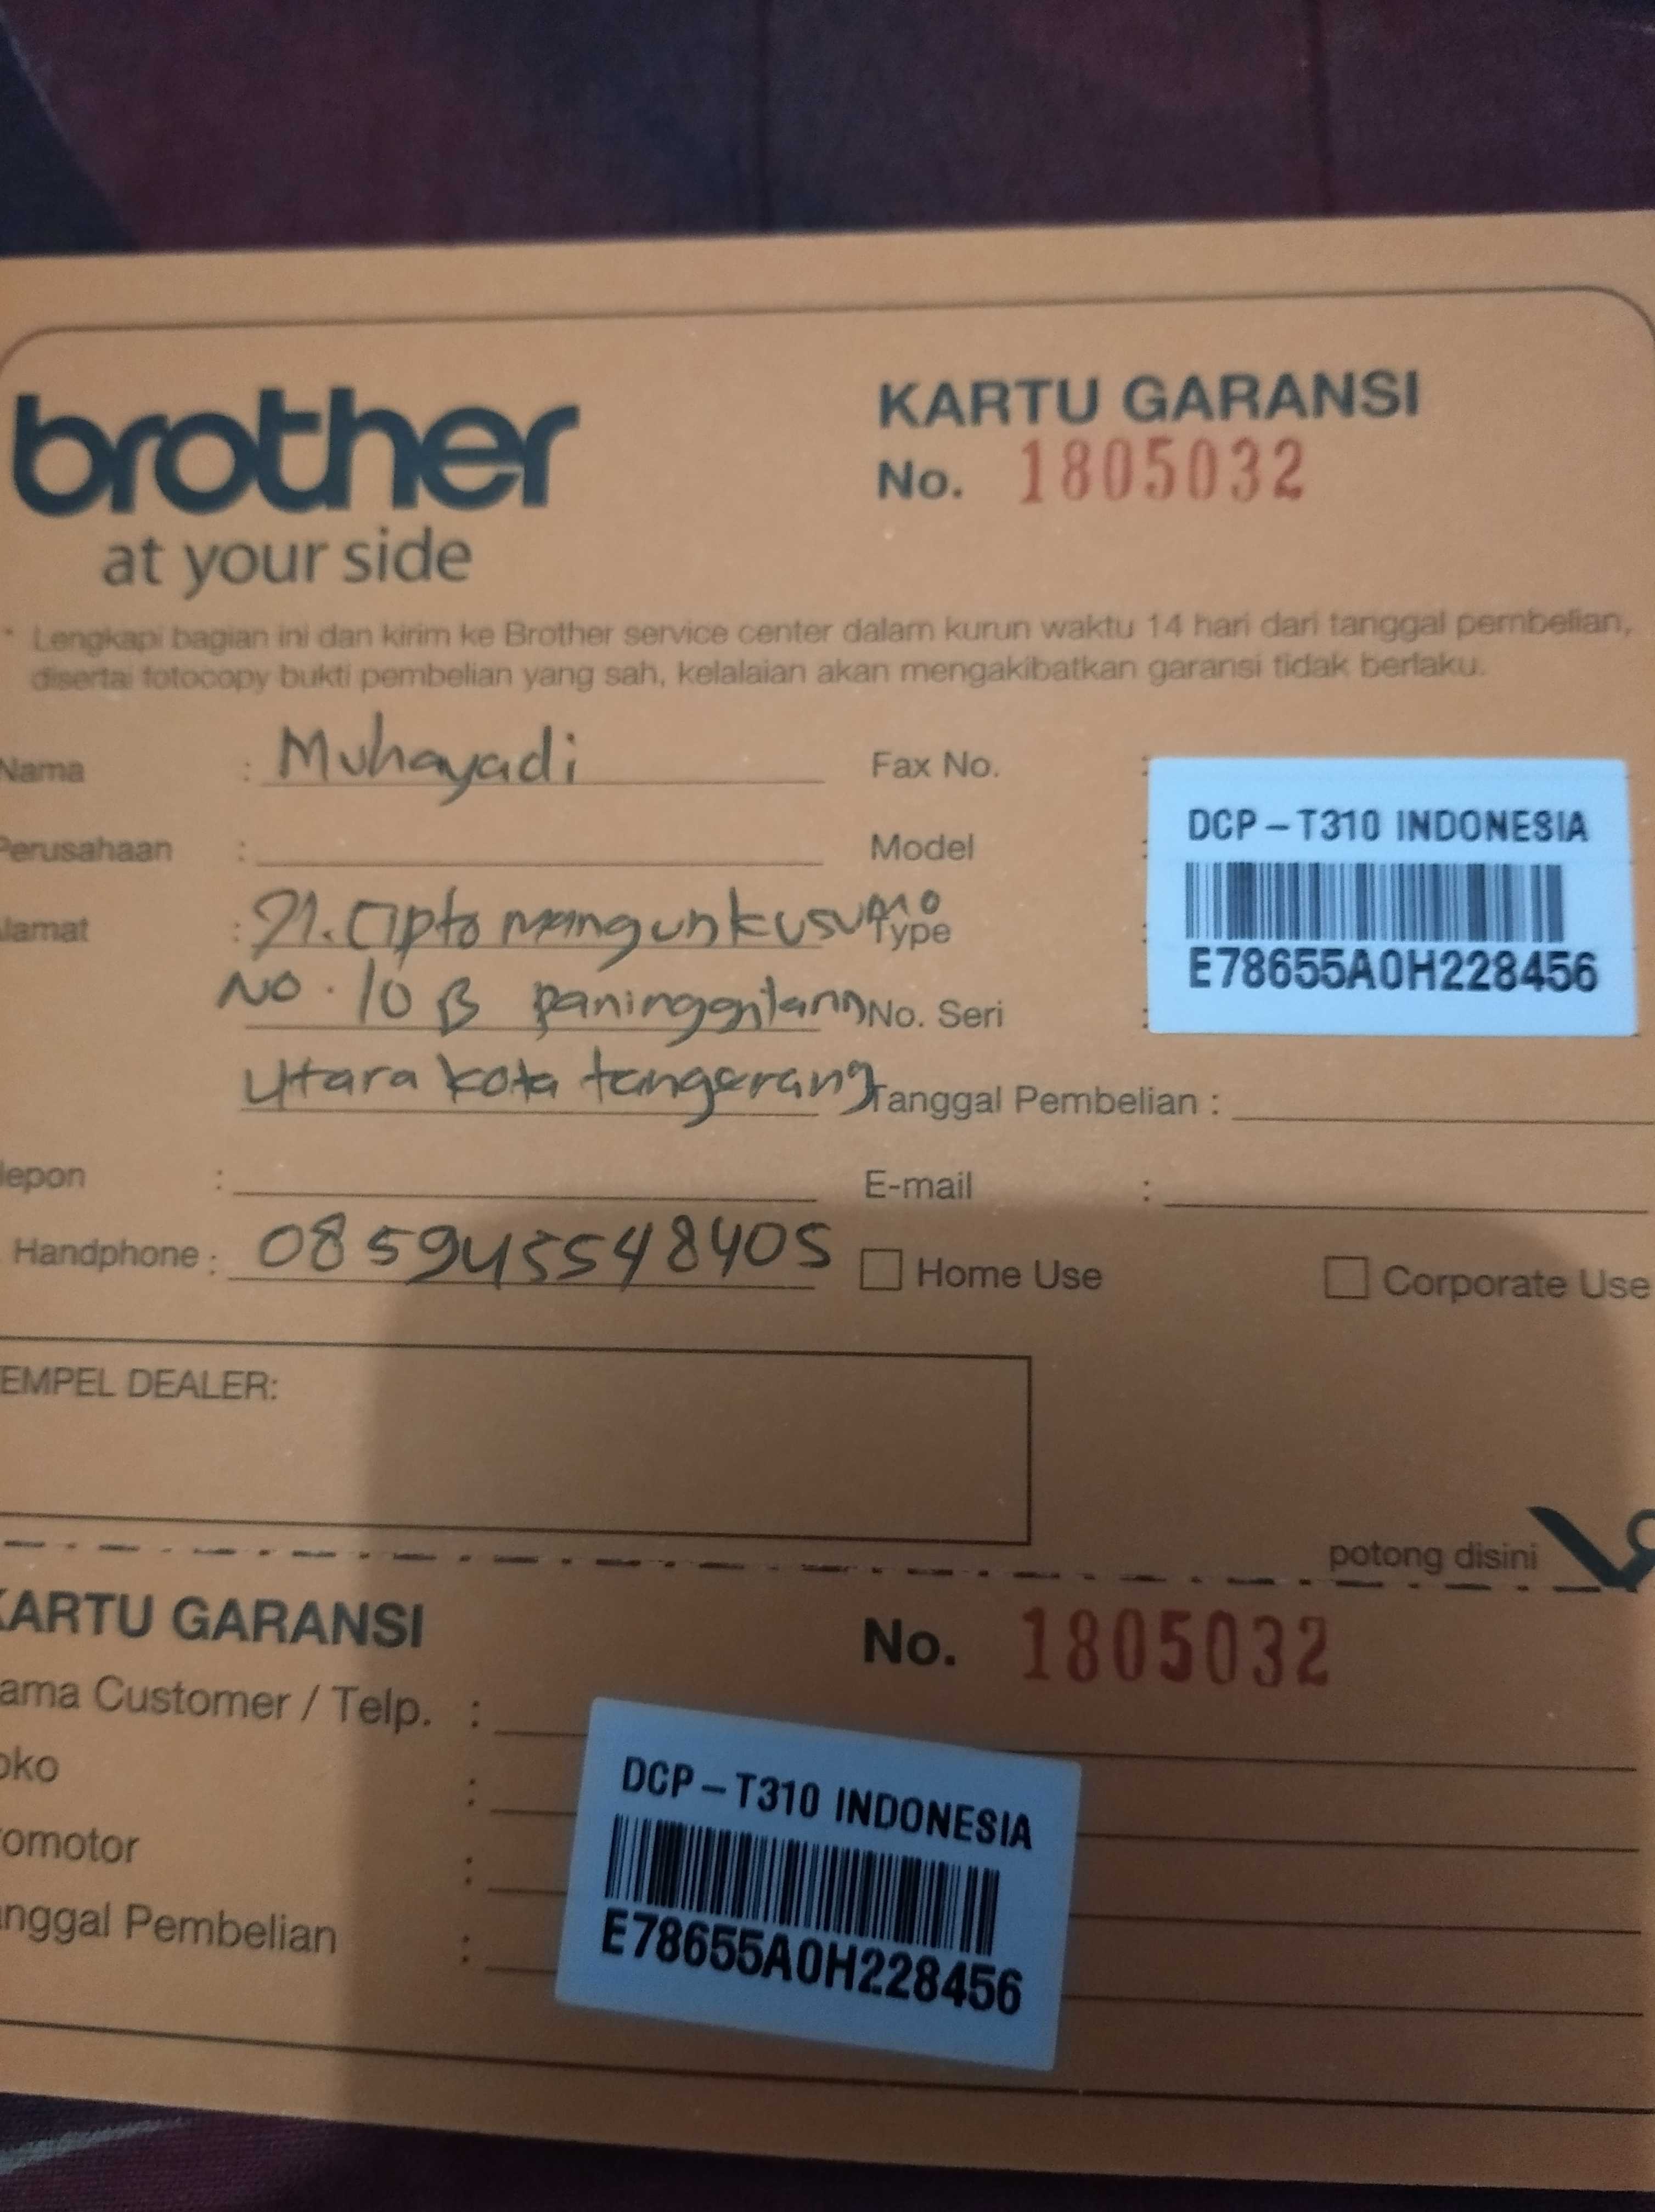 brother
at your side
KARTU GARANSI
No. 1805032
* Lengkapi bagian ini dan kirim ke Brother service center dalam kurun waktu 14 hari dari tanggal pembelian,
disertai fotocopy bukti pembelian yang sah, kelalaian akan mengakibatkan garansi tidak berlaku.
Nama : Muhayadi Fax No. :
Perusahaan : Model :
DCP-T310 INDONESIA
lamat : Jl. Cipto mangunkusumo Type :
E78655A0H228456
No. 10 B paninggilann No. Seri :
Utara kota tangerang Tanggal Pembelian :
lepon : E-mail :
Handphone : 085945548405 Home Use Corporate Use
EMPEL DEALER:
potong disini
KARTU GARANSI No. 1805032
ama Customer / Telp. :
oko :
omotor :
nggal Pembelian :
DCP-T310 INDONESIA
E78655A0H228456